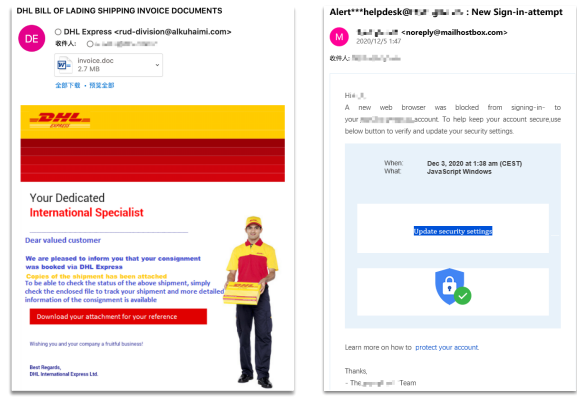 DHL BILL OF LADING SHIPPING INVOICE DOCUMENTS
DE
DHL Express <rud-division@alkuhaimi.com>
收件人:
invoice.doc
2.7 MB
全部下载 · 预览全部
DHL
EXPRESS
Your Dedicated
International Specialist
Dear valued customer
We are pleased to inform you that your consignment
was booked via DHL Express
Copies of the shipment has been attached
To be able to check the status of the above shipment, simply
check the enclosed file to track your shipment and more detailed
information of the consignment is available
Download your attachment for your reference
Wishing you and your company a fruitful business!
Best Regards,
DHL International Express Ltd.
Alert***helpdesk@ : New Sign-in-attempt
M
<noreply@mailhostbox.com>
2020/12/5 1:47
收件人:
Hi
A new web browser was blocked from signing-in- to
your account. To help keep your account secure,use
below button to verify and update your security settings.
When: Dec 3, 2020 at 1:38 am (CEST)
What: JavaScript Windows
Update security settings
Learn more on how to protect your account.
Thanks,
- The Team